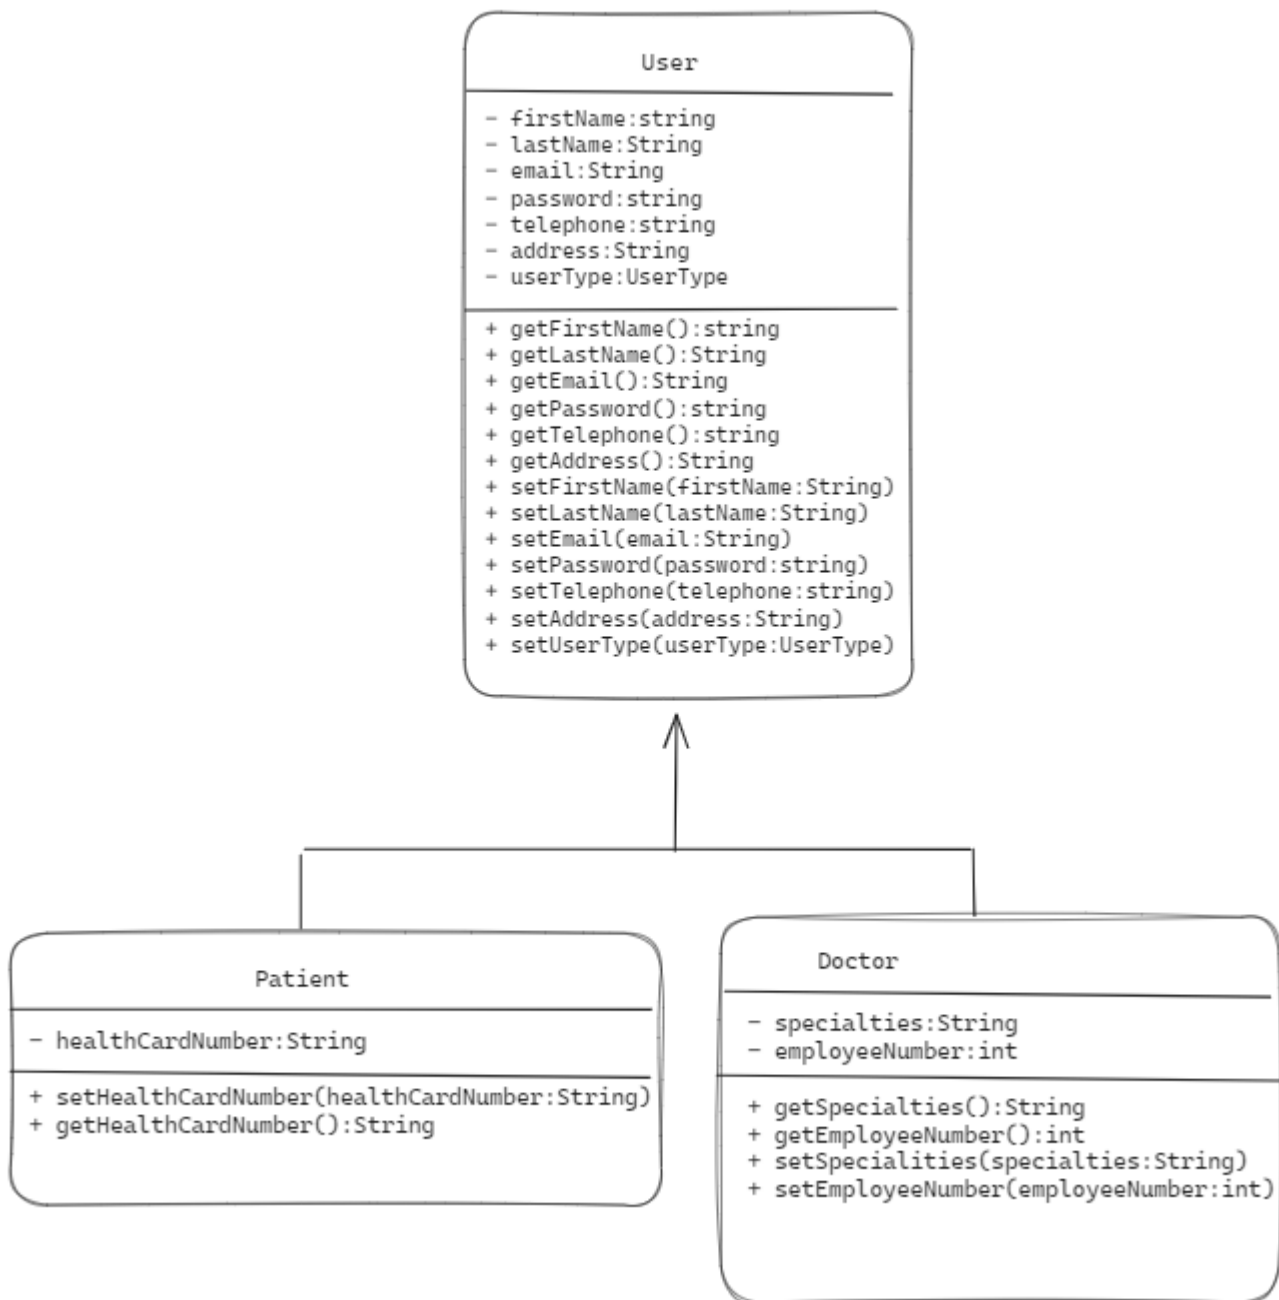 User
- firstName:string
- lastName:String
- email:String
- password:string
- telephone:string
- address:String
- userType:UserType
+ getFirstName():string
+ getLastName():String
+ getEmail():String
+ getPassword():string
+ getTelephone():string
+ getAddress():String
+ setFirstName(firstName:String)
+ setLastName(lastName:String)
+ setEmail(email:String)
+ setPassword(password:string)
+ setTelephone(telephone:string)
+ setAddress(address:String)
+ setUserType(userType:UserType)
Patient
- healthCardNumber:String
+ setHealthCardNumber(healthCardNumber:String)
+ getHealthCardNumber():String
Doctor
- specialties:String
- employeeNumber:int
+ getSpecialties():String
+ getEmployeeNumber():int
+ setSpecialities(specialties:String)
+ setEmployeeNumber(employeeNumber:int)